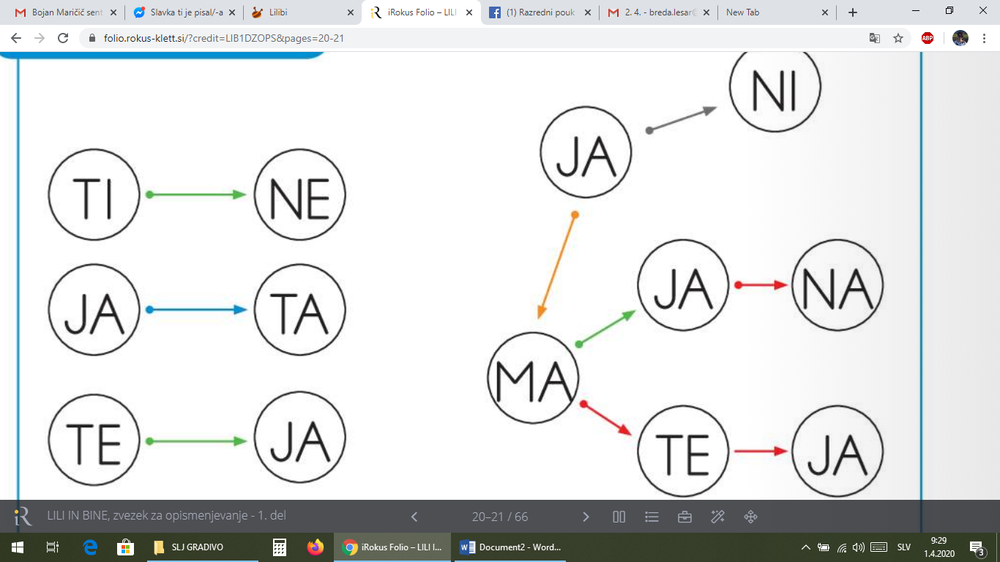 Bojan Maričič sent
Slavka ti je pisal/-a
Lilibi
iRokus Folio – LILI
(1) Razredni pouk
2. 4. - breda.lesar@
New Tab
folio.rokus-klett.si/?credit=LIB1DZOPS&pages=20-21
ABP
NI
JA
TI
NE
JA
NA
JA
TA
MA
TE
JA
TE
JA
iR
LILI IN BINE, zvezek za opismenjevanje - 1. del
20–21 / 66
SLJ GRADIVO
iRokus Folio – LILI I...
Document2 - Word...
SLV
9:29
1.4.2020
3